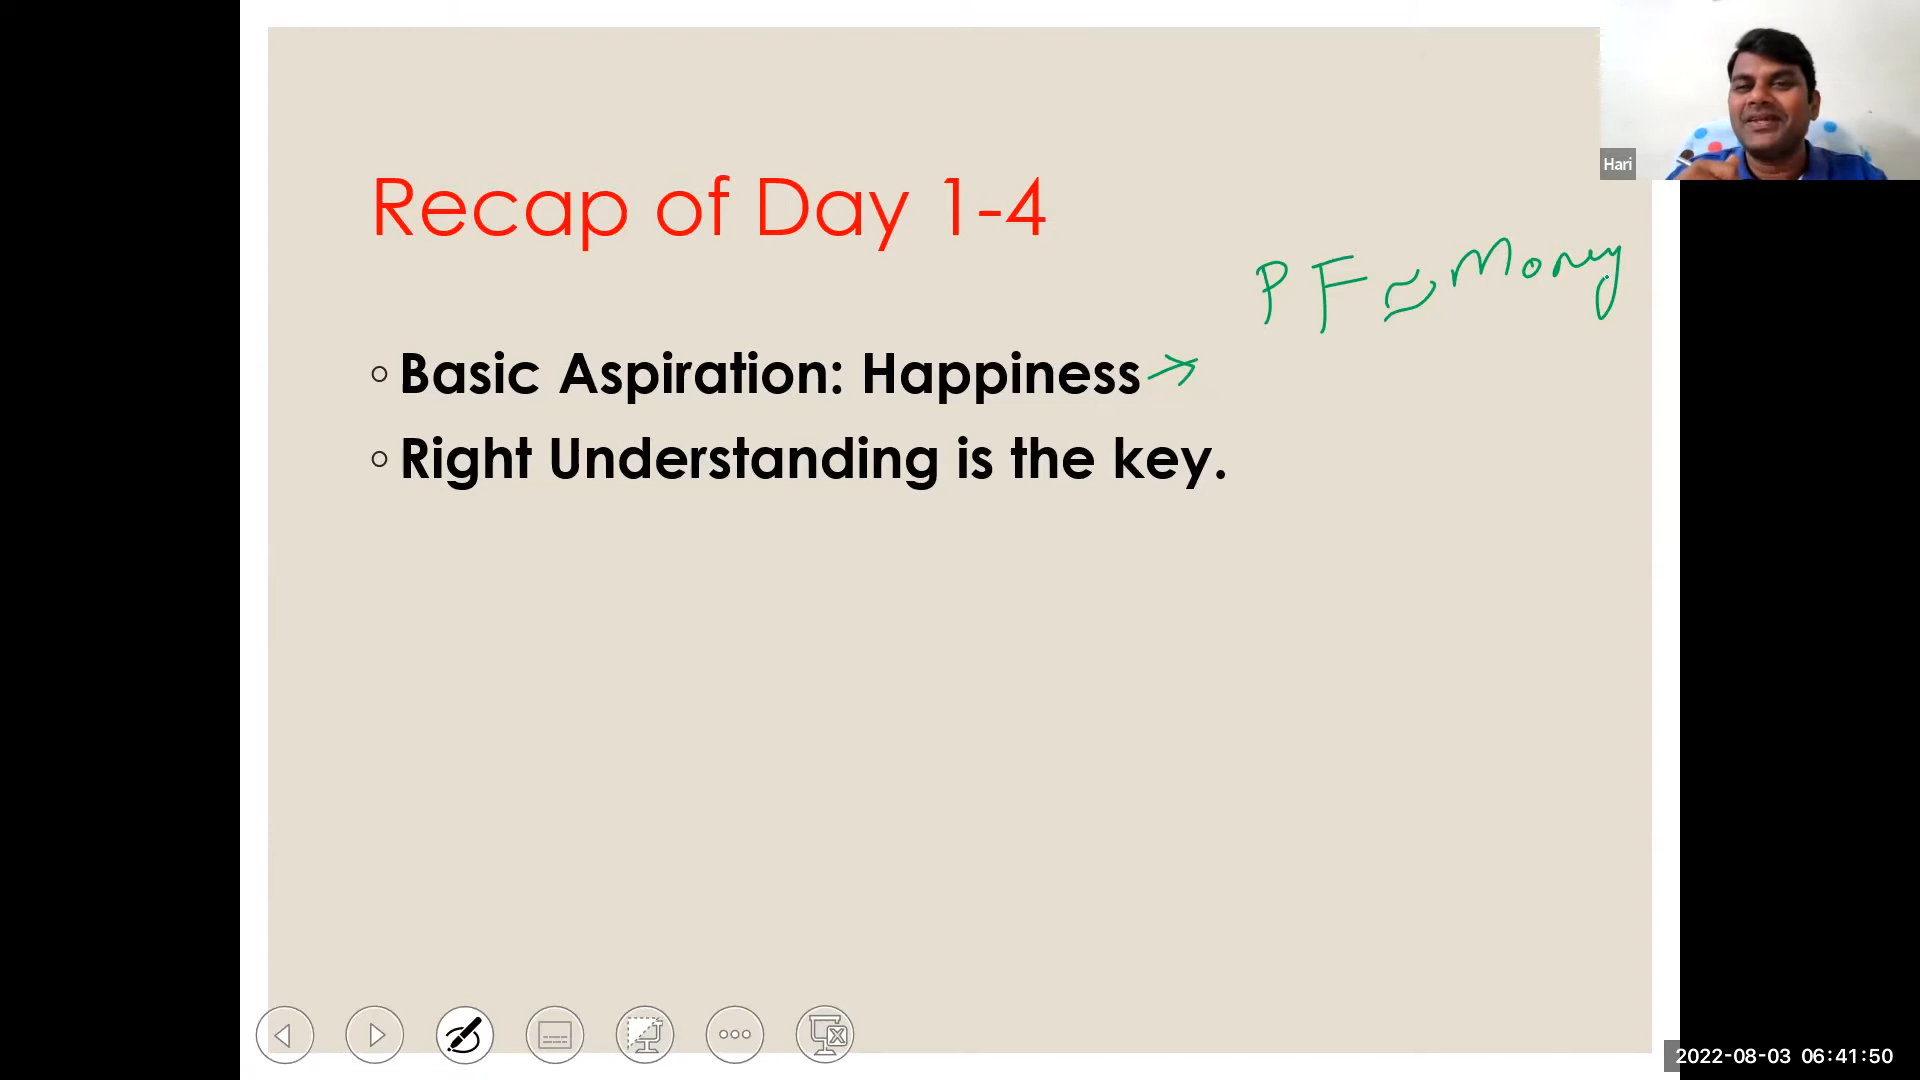 Hari
Recap of Day 1-4
PF ≈ Money
◦ Basic Aspiration: Happiness →
◦ Right Understanding is the key.
2022-08-03 06:41:50